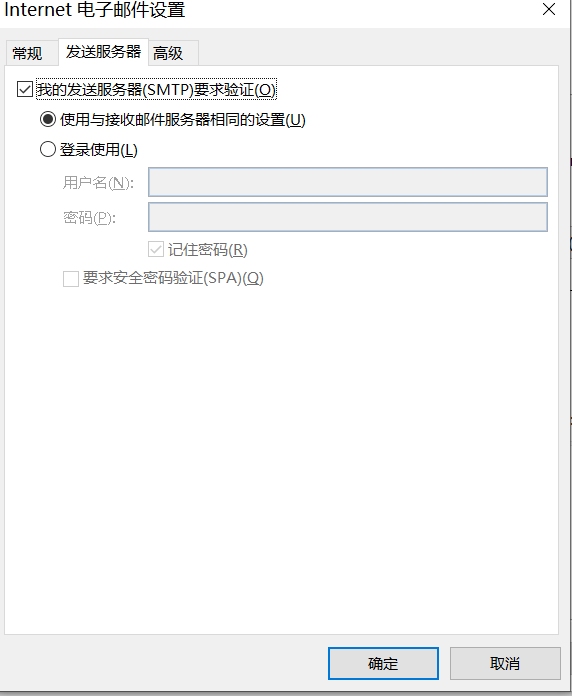 Internet 电子邮件设置
常规 发送服务器 高级
我的发送服务器(SMTP)要求验证(O)
使用与接收邮件服务器相同的设置(U)
登录使用(L)
用户名(N):
密码(P):
记住密码(R)
要求安全密码验证(SPA)(Q)
确定 取消